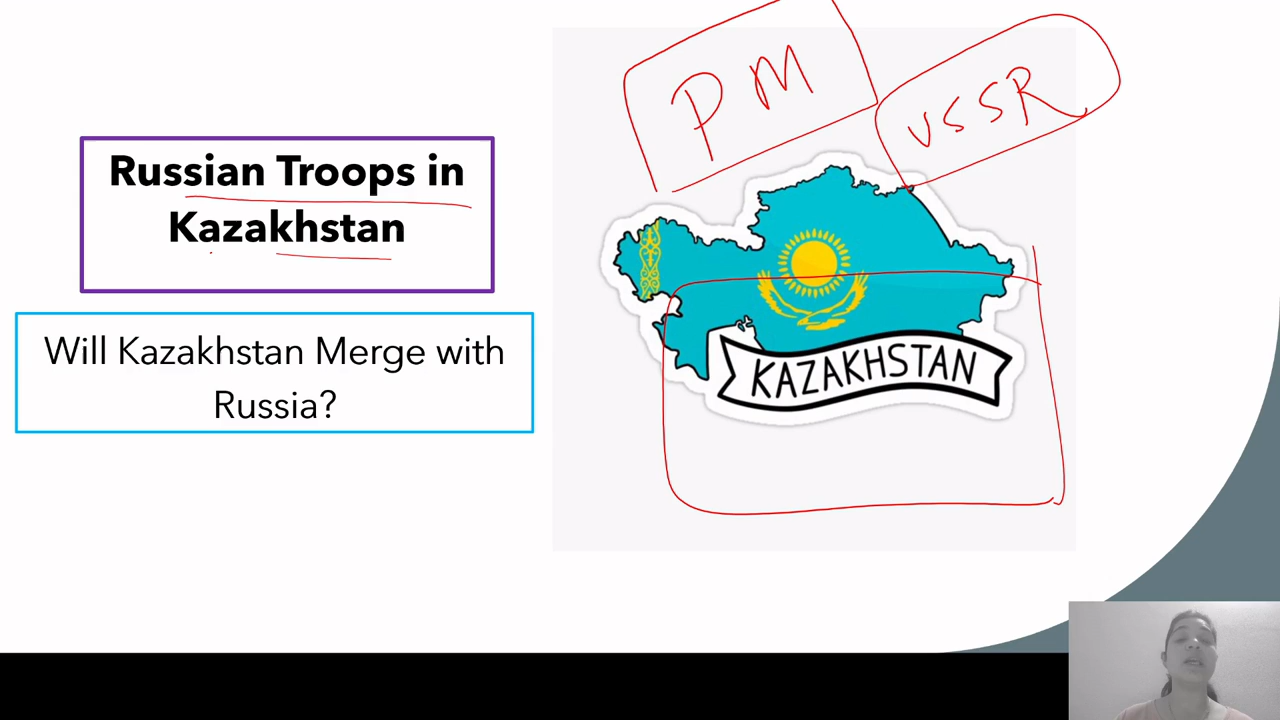 Russian Troops in
Kazakhstan
Will Kazakhstan Merge with
Russia?
PM
USSR
KAZAKHSTAN